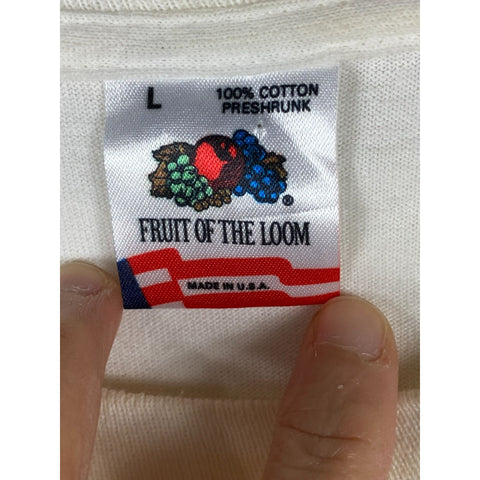 L
100% COTTON
PRESHRUNK
®
FRUIT OF THE LOOM
MADE IN U.S.A.